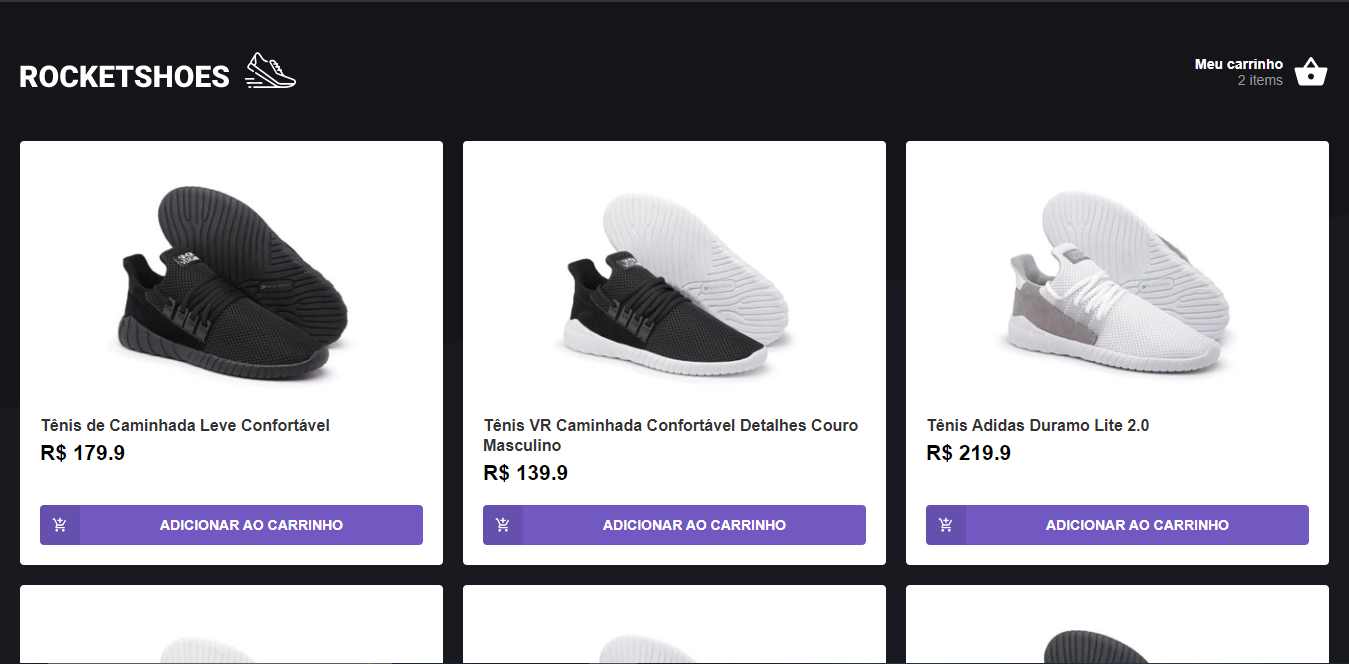 ROCKETSHOES
Meu carrinho
2 items
Tênis de Caminhada Leve Confortável
R$ 179.9
ADICIONAR AO CARRINHO
Tênis VR Caminhada Confortável Detalhes Couro
Masculino
R$ 139.9
ADICIONAR AO CARRINHO
Tênis Adidas Duramo Lite 2.0
R$ 219.9
ADICIONAR AO CARRINHO